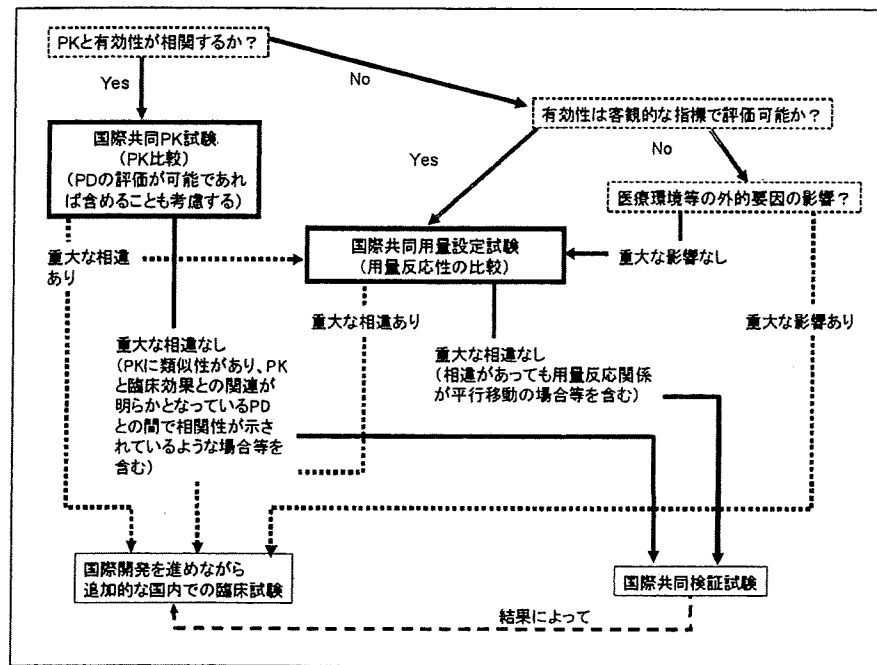 PKと有効性が相関するか？
Yes
No
有効性は客観的な指標で評価可能か？
国際共同PK試験
(PK比較)
(PDの評価が可能であれ
ば含めることも考慮する)
Yes
No
医療環境等の外的要因の影響？
国際共同用量設定試験
(用量反応性の比較)
重大な相違
あり
重大な影響なし
重大な相違あり
重大な影響あり
重大な相違なし
(PKに類似性があり、PK
と臨床効果との関連が
明らかとなっているPD
との間で相関性が示さ
れているような場合等を
含む)
重大な相違なし
(相違があっても用量反応関係
が平行移動の場合等を含む)
国際開発を進めながら
追加的な国内での臨床試験
国際共同検証試験
結果によって